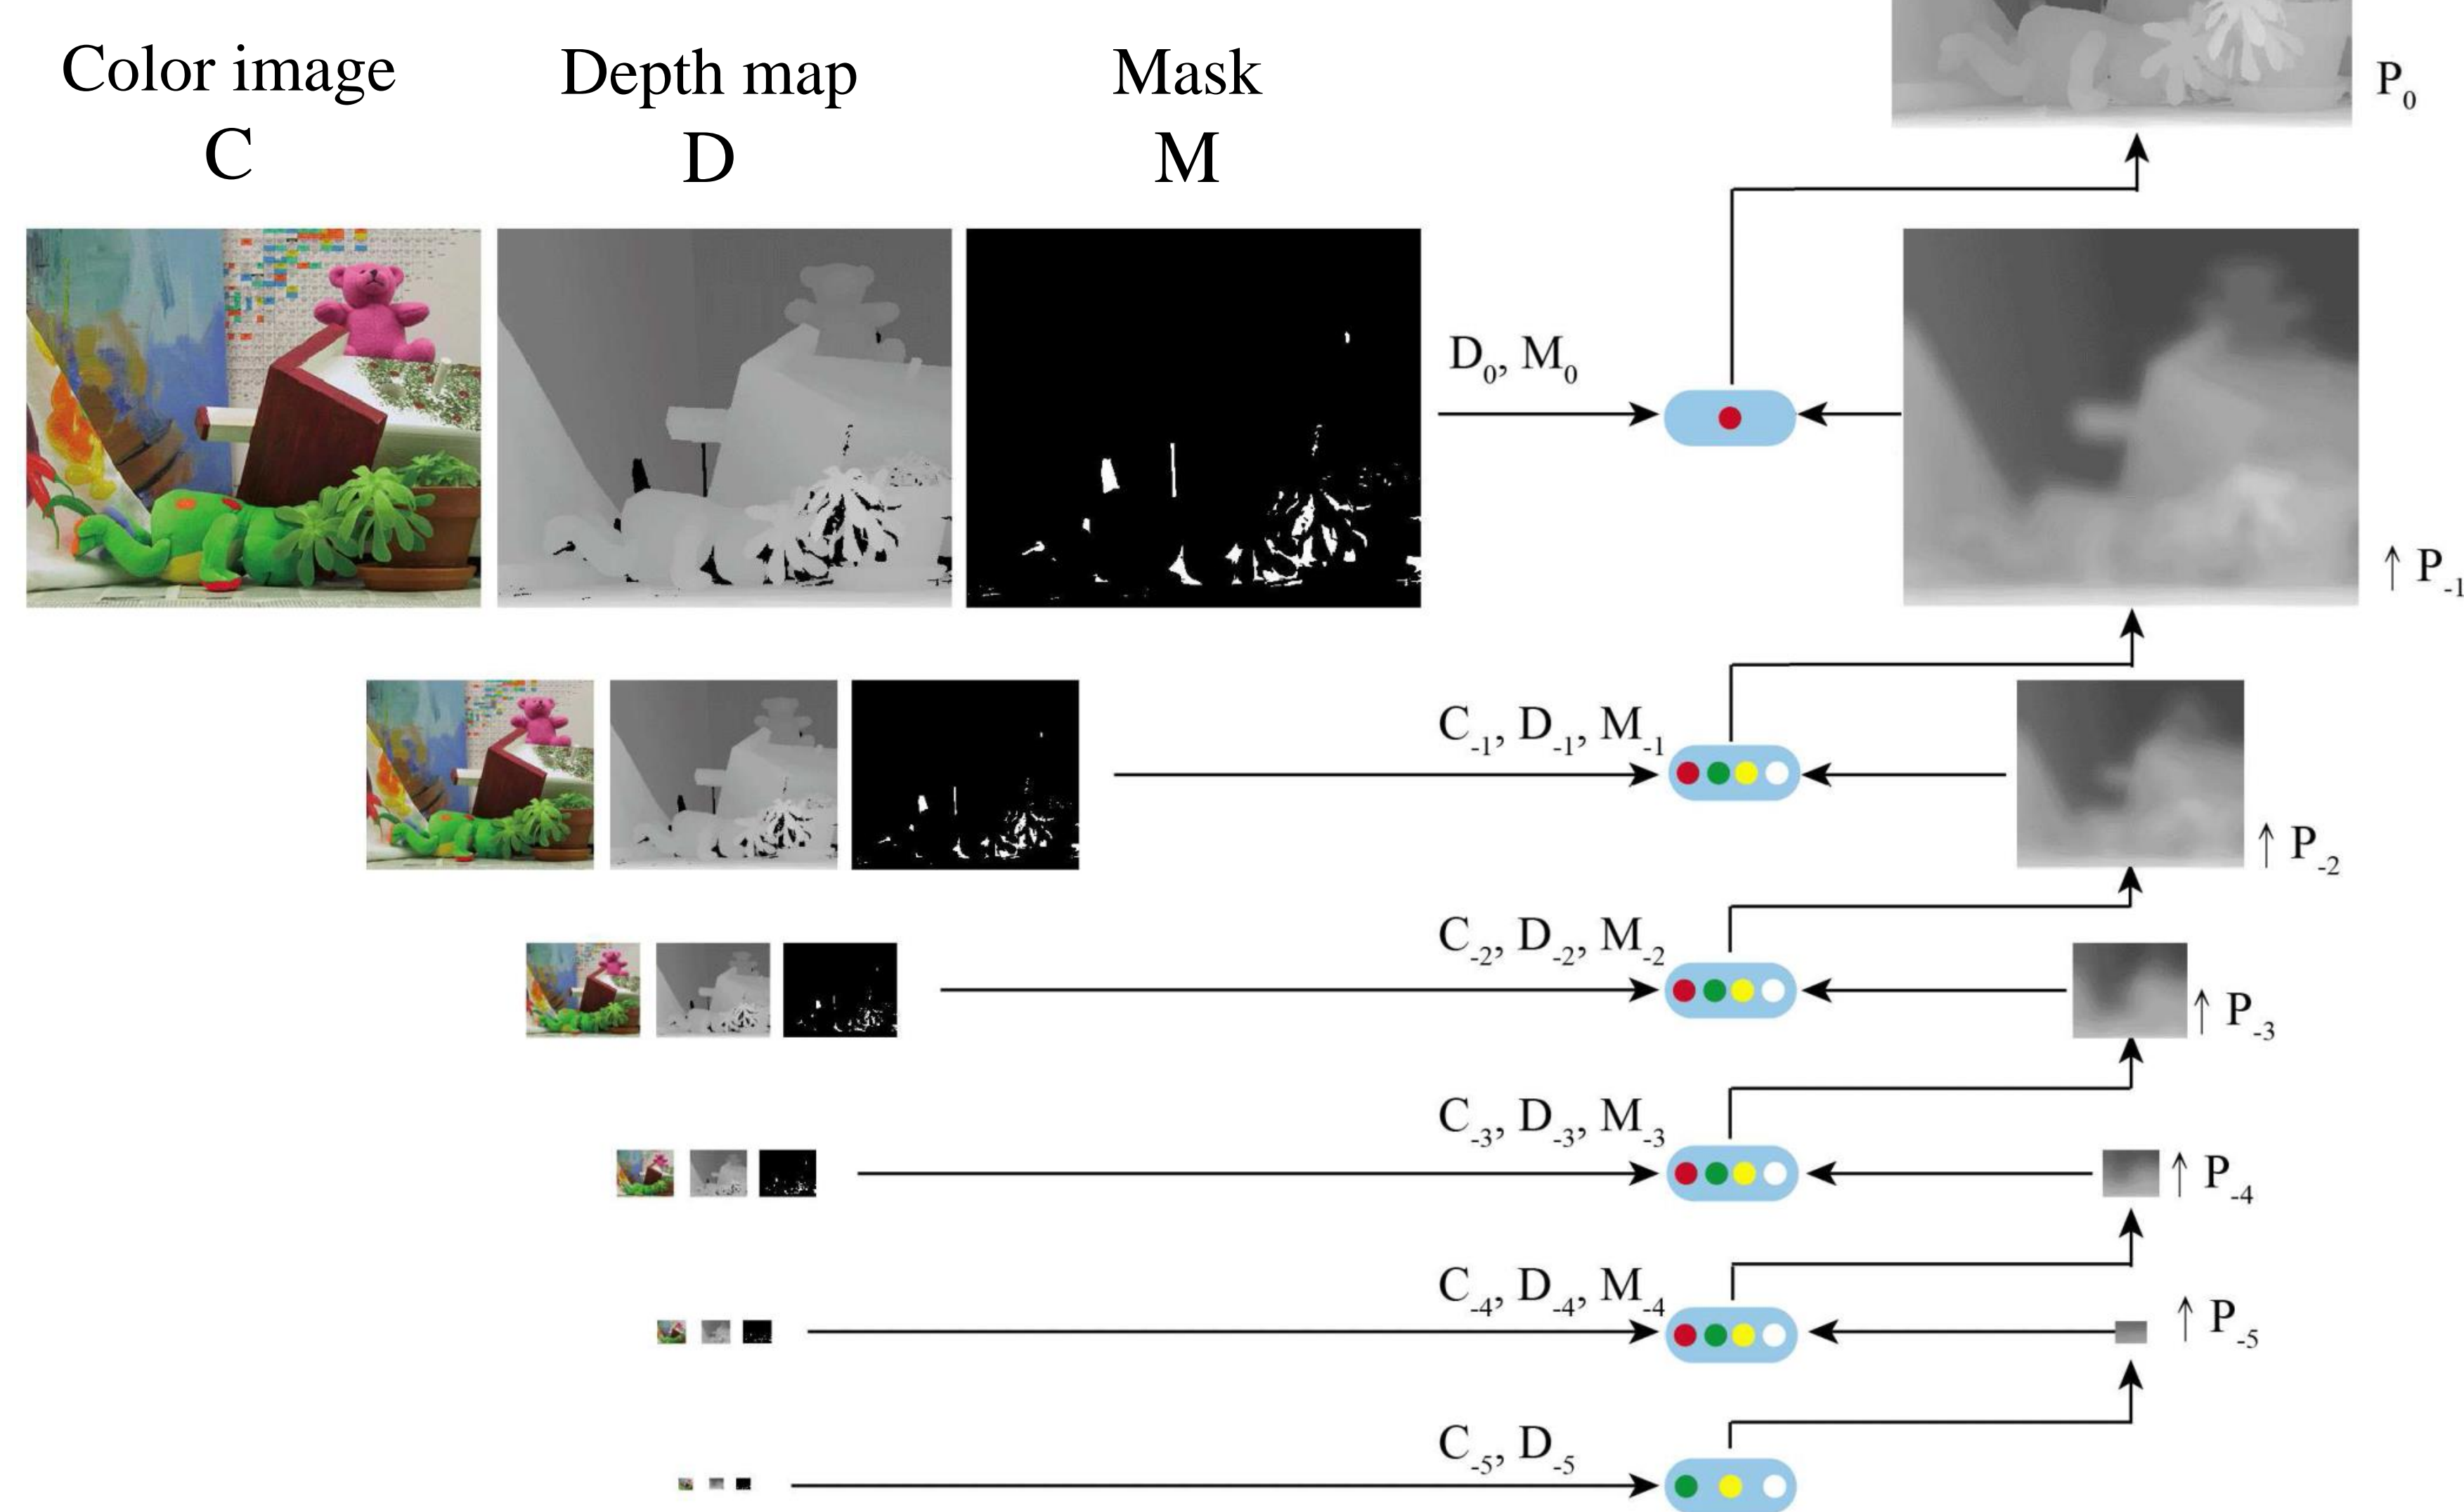 Color image Depth map Mask
C D M
P₀
D₀, M₀
↑ P₋₁
C₋₁, D₋₁, M₋₁
↑ P₋₂
C₋₂, D₋₂, M₋₂
↑ P₋₃
C₋₃, D₋₃, M₋₃
↑ P₋₄
C₋₄, D₋₄, M₋₄
↑ P₋₅
C₋₅, D₋₅